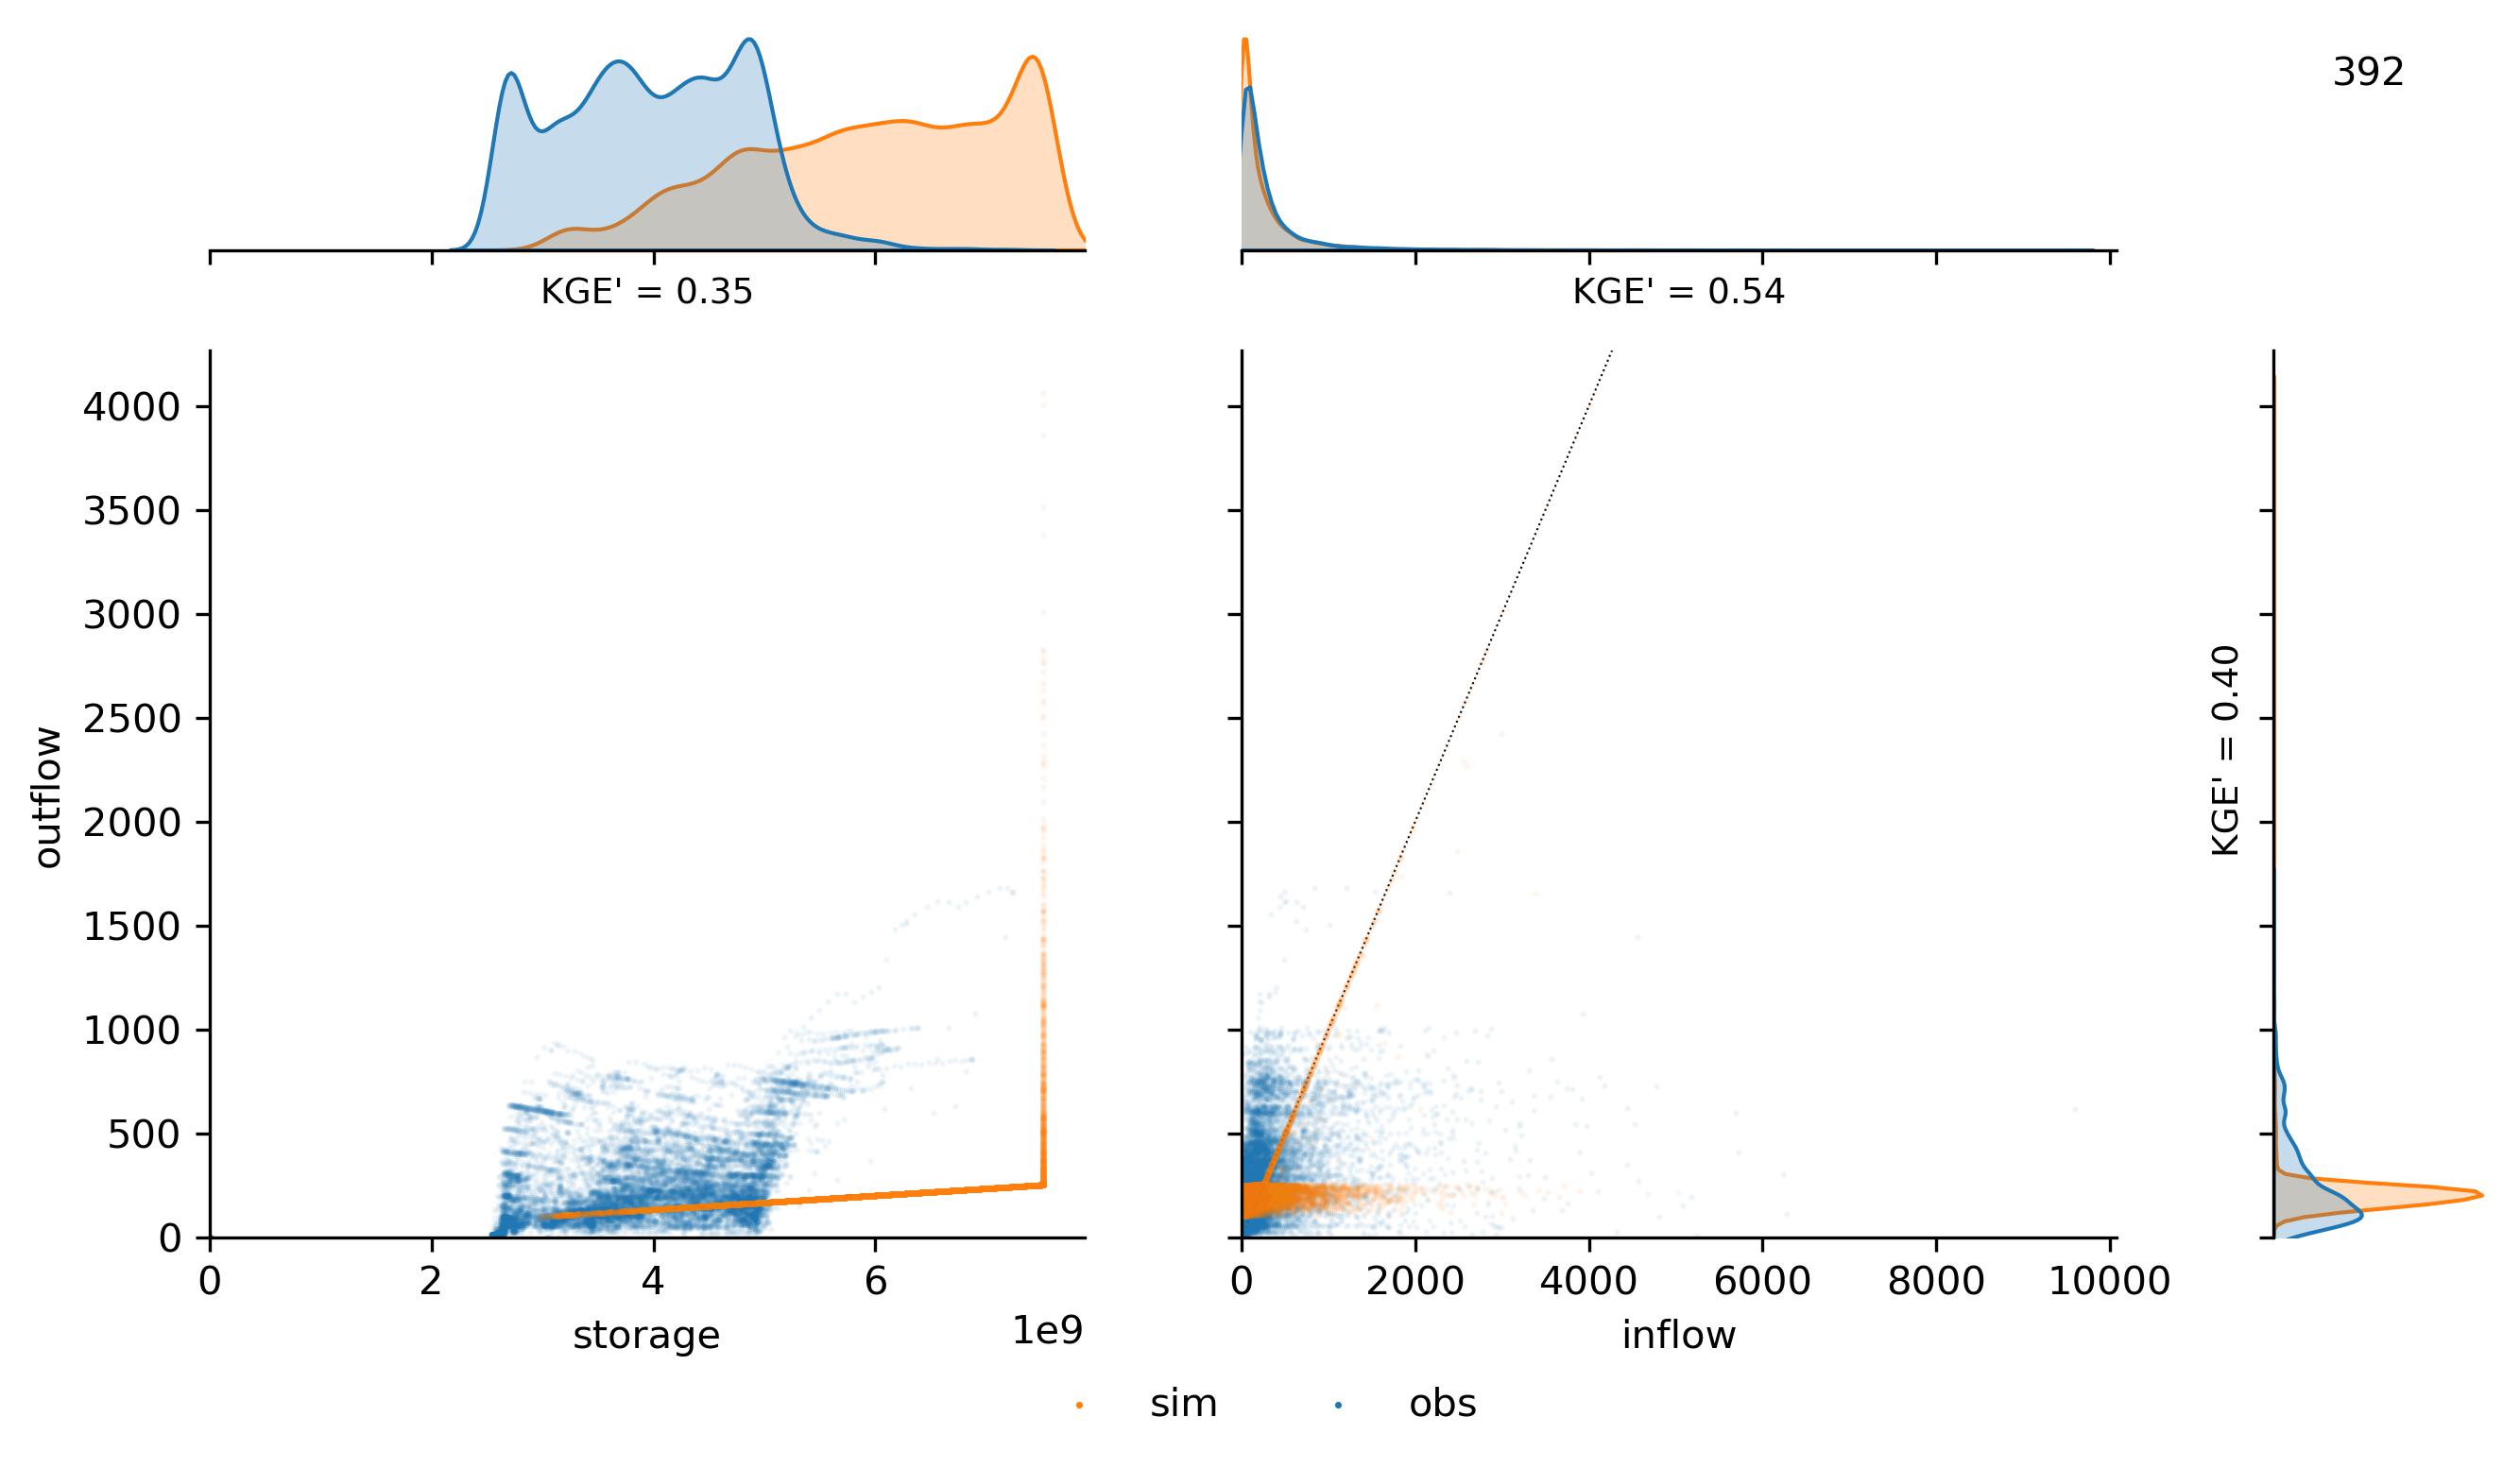 392
KGE' = 0.35
KGE' = 0.54
4000
3500
3000
2500
2000
1500
1000
500
0
outflow
KGE' = 0.40
0 2 4 6
0 2000 4000 6000 8000 10000
storage
1e9
inflow
sim
obs